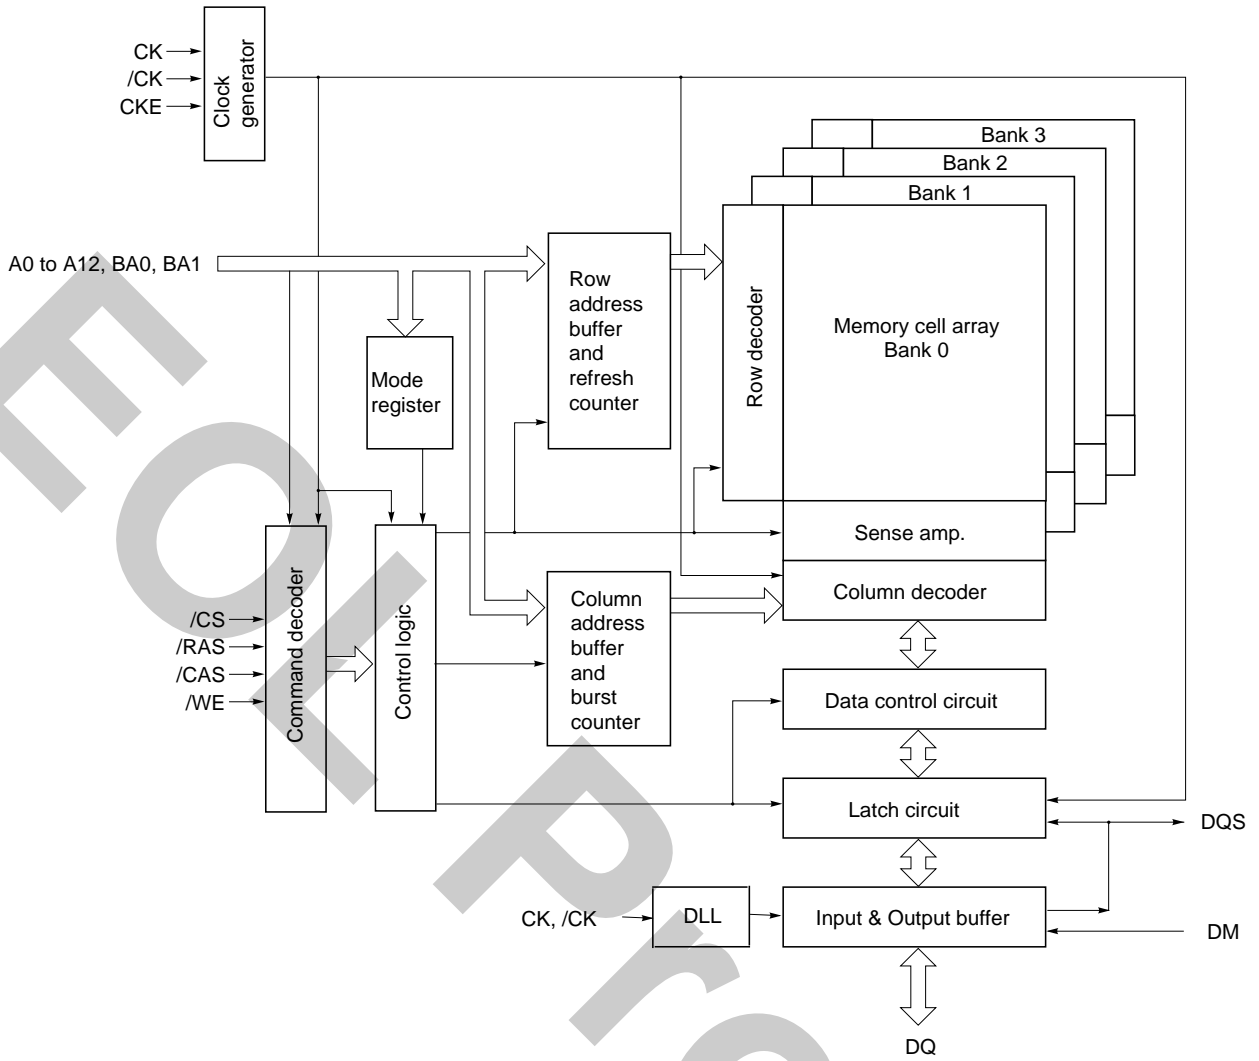 CK
/CK
CKE
Clock
generator
Bank 3
Bank 2
Bank 1
A0 to A12, BA0, BA1
Row
address
buffer
and
refresh
counter
Row decoder
Memory cell array
Bank 0
Mode
register
Sense amp.
Column decoder
Command decoder
Control logic
Column
address
buffer
and
burst
counter
/CS
/RAS
/CAS
/WE
Data control circuit
Latch circuit
DQS
CK, /CK
DLL
Input & Output buffer
DM
DQ
EOL Pro